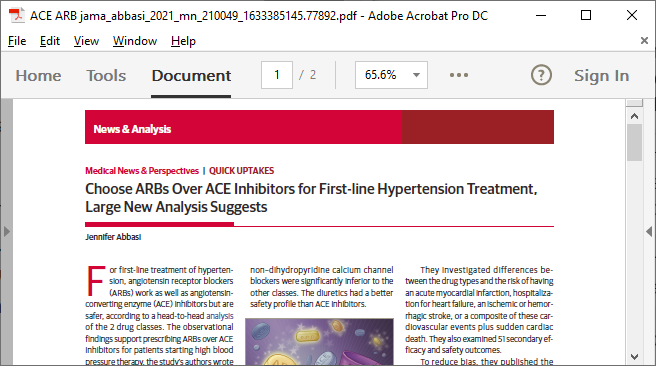 ACE ARB jama_abbasi_2021_mn_210049_1633385145.77892.pdf - Adobe Acrobat Pro DC
File Edit View Window Help
Home Tools Document 1 / 2 65.6% ••• ? Sign In
News & Analysis
Medical News & Perspectives | QUICK UPTAKES
Choose ARBs Over ACE Inhibitors for First-line Hypertension Treatment,
Large New Analysis Suggests
Jennifer Abbasi
For first-line treatment of hyperten-
sion, angiotensin receptor blockers
(ARBs) work as well as angiotensin-
converting enzyme (ACE) inhibitors but are
safer, according to a head-to-head analysis
of the 2 drug classes. The observational
findings support prescribing ARBs over ACE
inhibitors for patients starting high blood
pressure therapy, the study's authors wrote
non-dihydropyridine calcium channel
blockers were significantly inferior to the
other classes. The diuretics had a better
safety profile than ACE inhibitors.
They investigated differences be-
tween the drug types and the risk of having
an acute myocardial infarction, hospitaliza-
tion for heart failure, an ischemic or hemor-
rhagic stroke, or a composite of these car-
diovascular events plus sudden cardiac
death. They also examined 51 secondary ef-
ficacy and safety outcomes.
To reduce bias, they published the